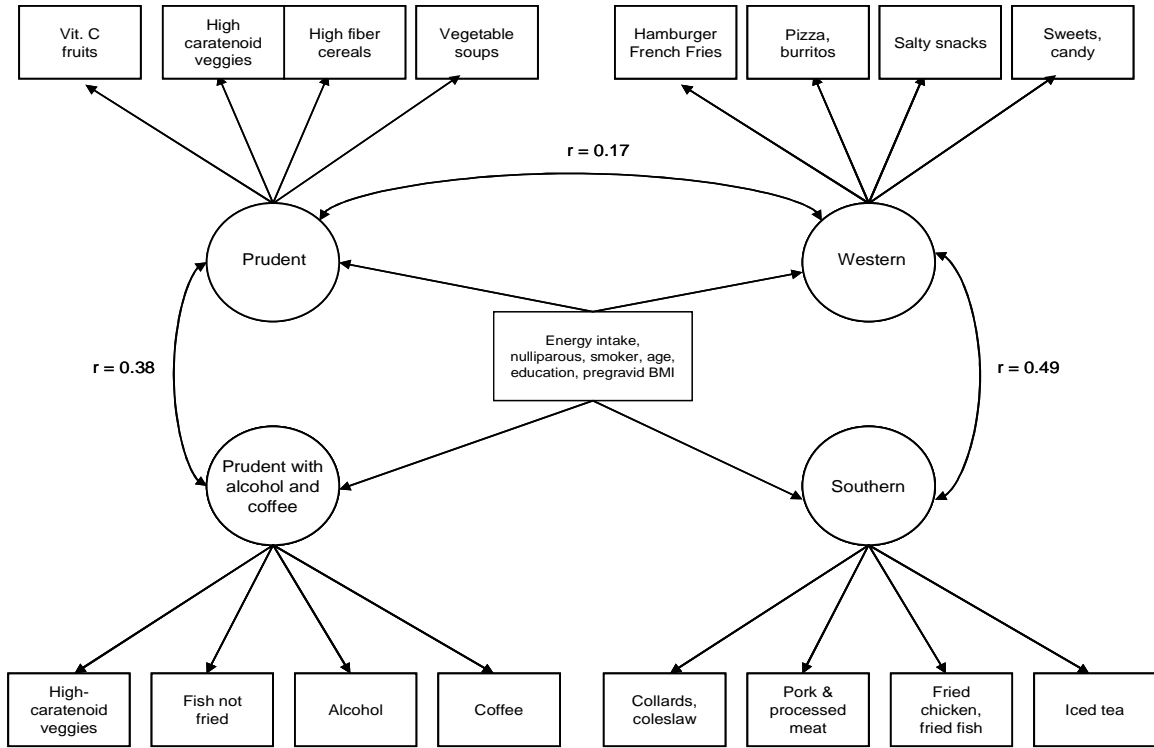 Vit. C
fruits
High
caratenoid
veggies
High fiber
cereals
Vegetable
soups
Hamburger
French Fries
Pizza,
burritos
Salty snacks
Sweets,
candy
r = 0.17
Prudent
Western
Energy intake,
nulliparous, smoker, age,
education, pregravid BMI
r = 0.38
r = 0.49
Prudent with
alcohol and
coffee
Southern
High-
caratenoid
veggies
Fish not
fried
Alcohol
Coffee
Collards,
coleslaw
Pork &
processed
meat
Fried
chicken,
fried fish
Iced tea